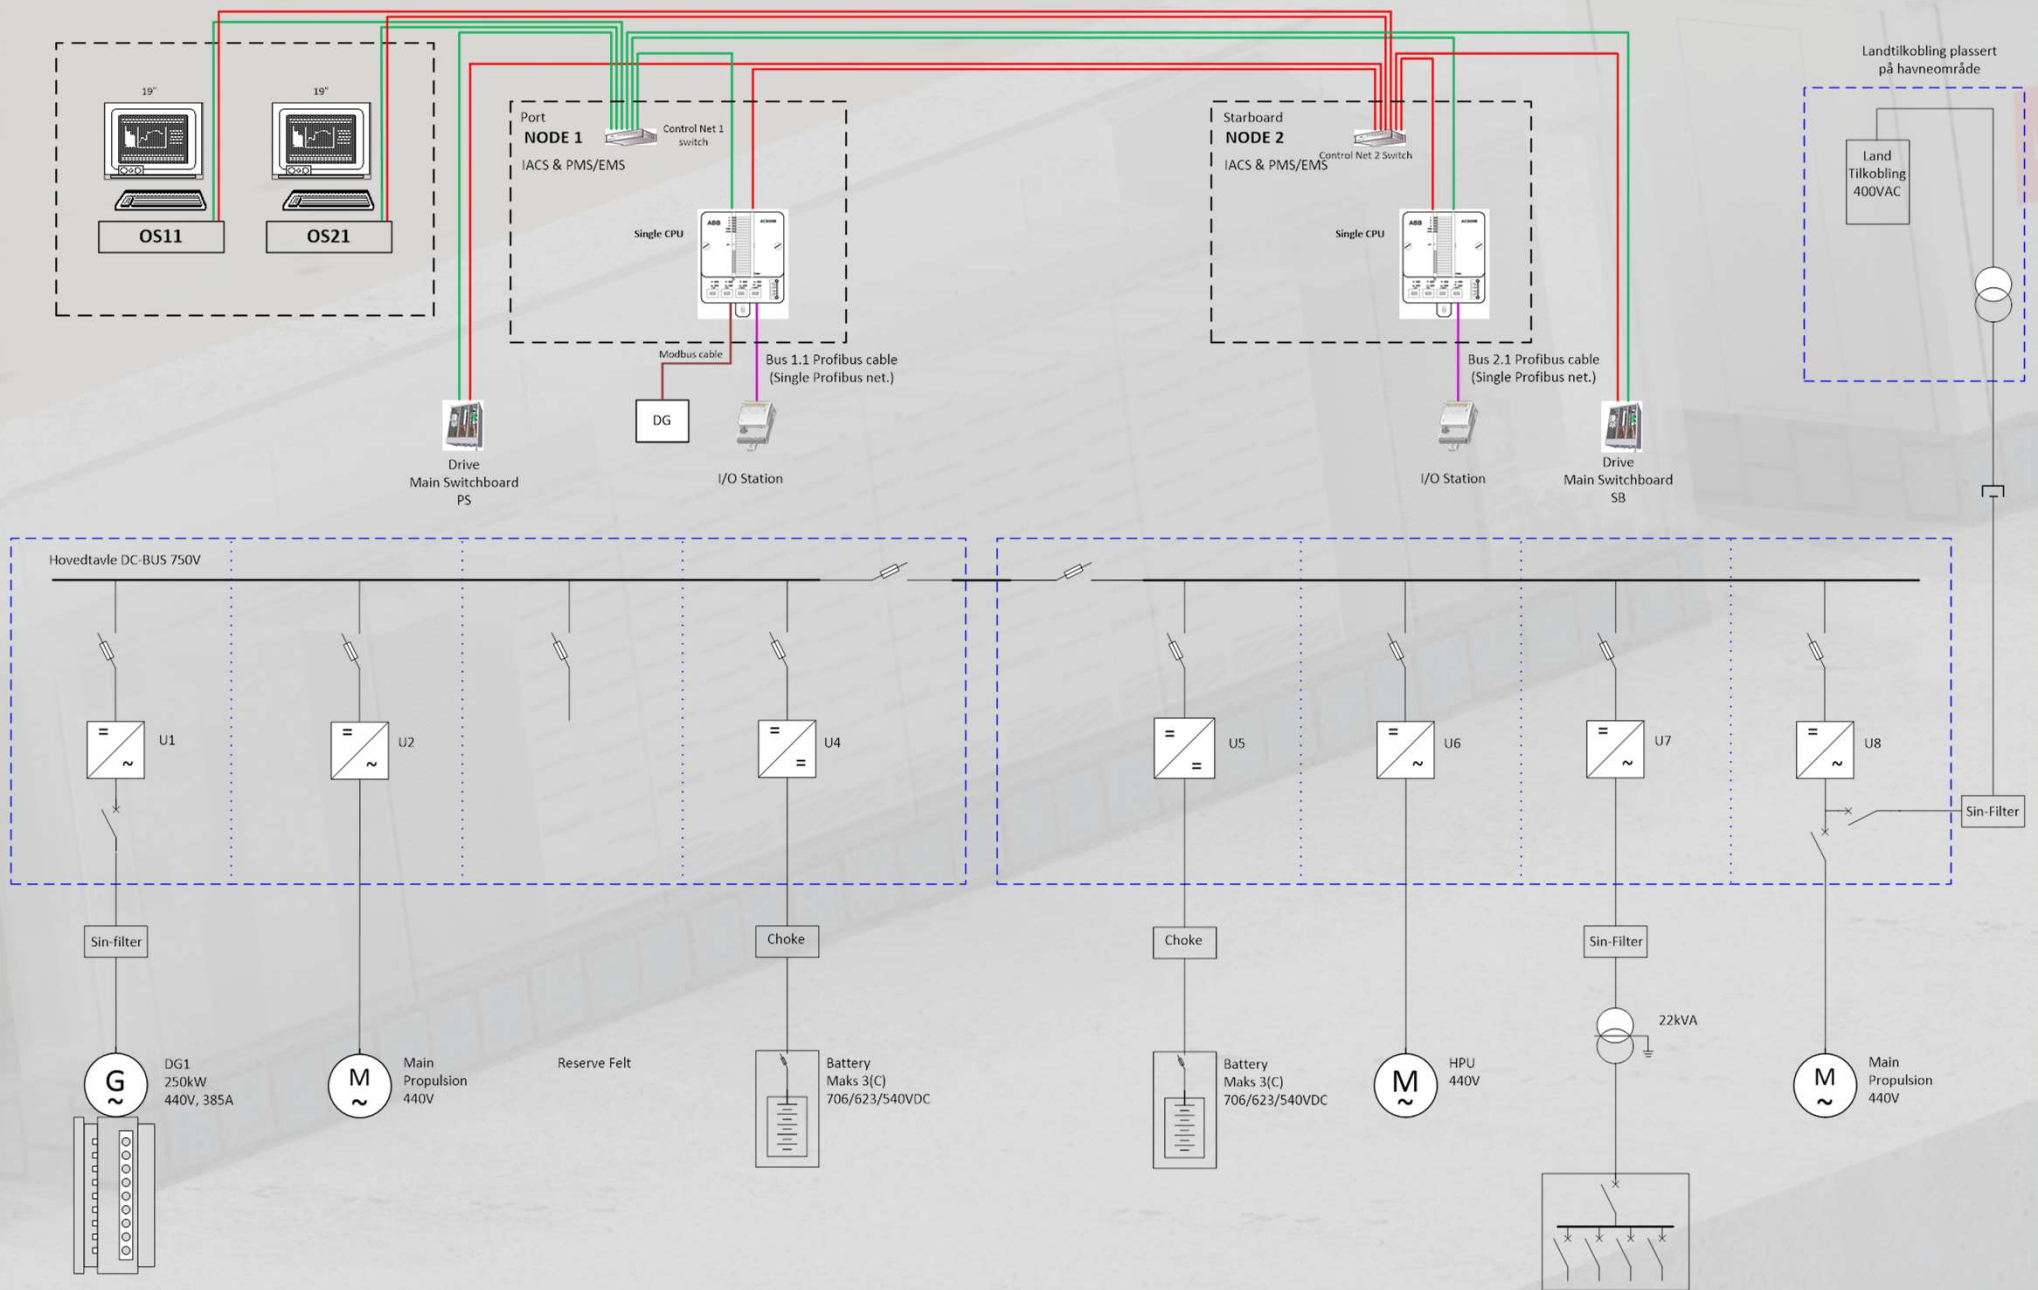 19"
19"
OS11
OS21
Port
NODE 1
IACS & PMS/EMS
Control Net 1
switch
Single CPU
ABB
AC800M
Modbus cable
Bus 1.1 Profibus cable
(Single Profibus net.)
DG
I/O Station
Drive
Main Switchboard
PS
Starboard
NODE 2
IACS & PMS/EMS
Control Net 2 Switch
Single CPU
ABB
AC800M
Bus 2.1 Profibus cable
(Single Profibus net.)
I/O Station
Drive
Main Switchboard
SB
Landtilkobling plassert
på havneområde
Land
Tilkobling
400VAC
Hovedtavle DC-BUS 750V
U1
U2
U4
U5
U6
U7
U8
Sin-Filter
Sin-filter
Choke
Choke
Sin-Filter
22kVA
G
DG1
250kW
440V, 385A
M
Main
Propulsion
440V
Reserve Felt
Battery
Maks 3(C)
706/623/540VDC
Battery
Maks 3(C)
706/623/540VDC
M
HPU
440V
M
Main
Propulsion
440V